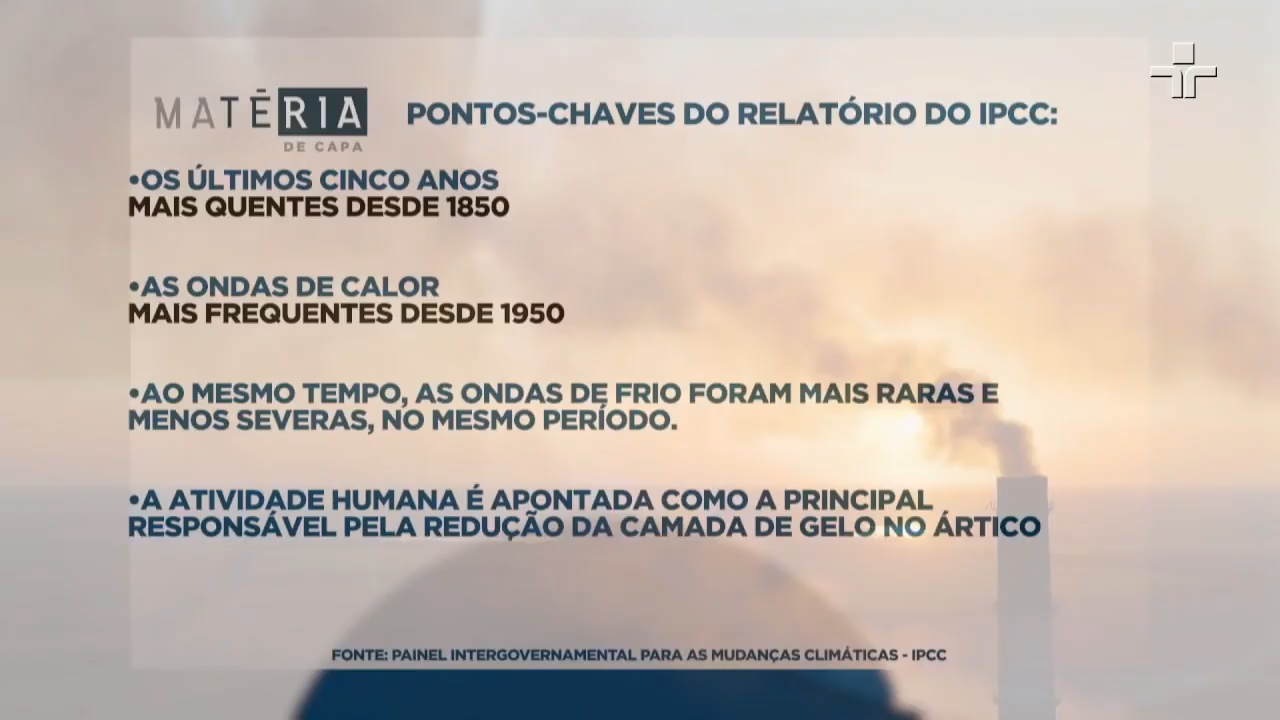 MATÉRIA
DE CAPA
PONTOS-CHAVES DO RELATÓRIO DO IPCC:
•OS ÚLTIMOS CINCO ANOS
MAIS QUENTES DESDE 1850
•AS ONDAS DE CALOR
MAIS FREQUENTES DESDE 1950
•AO MESMO TEMPO, AS ONDAS DE FRIO FORAM MAIS RARAS E
MENOS SEVERAS, NO MESMO PERÍODO.
•A ATIVIDADE HUMANA É APONTADA COMO A PRINCIPAL
RESPONSÁVEL PELA REDUÇÃO DA CAMADA DE GELO NO ÁRTICO
FONTE: PAINEL INTERGOVERNAMENTAL PARA AS MUDANÇAS CLIMÁTICAS - IPCC